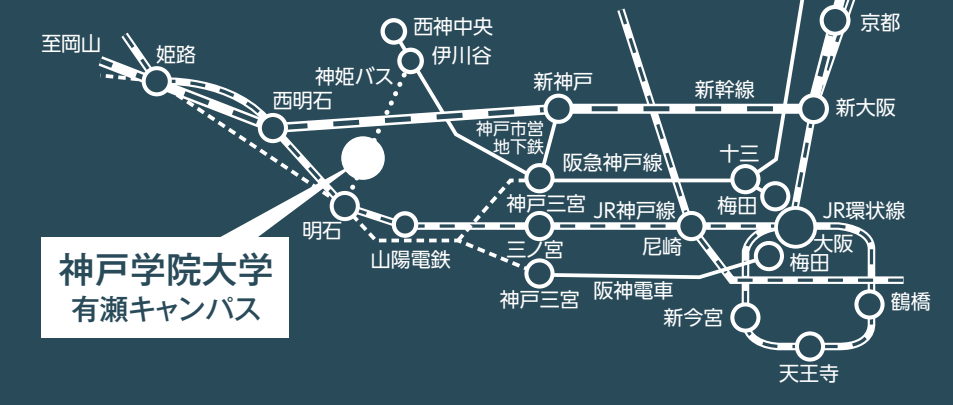 西神中央
京都
至岡山
姫路
伊川谷
神姫バス
新神戸
新幹線
西明石
新大阪
神戸市営
地下鉄
阪急神戸線
十三
神戸三宮
JR神戸線
梅田
JR環状線
明石
三ノ宮
尼崎
大阪
山陽電鉄
梅田
神戸学院大学
有瀬キャンパス
神戸三宮
阪神電車
新今宮
鶴橋
天王寺